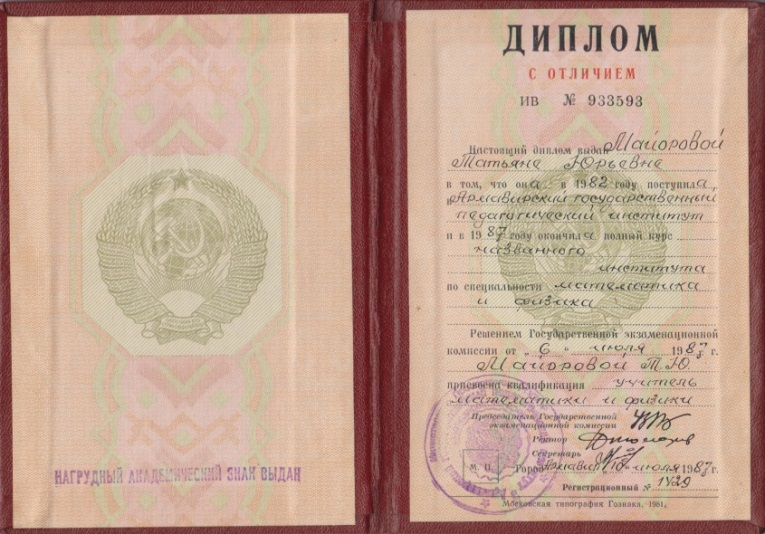 НАГРУДНЫЙ АКАДЕМИЧЕСКИЙ ЗНАК ВЫДАН
ДИПЛОМ
С ОТЛИЧИЕМ
ИВ № 933593
Настоящий диплом выдан Майоровой
Татьяне Юрьевне
в том, что она в 1982 году поступила
в Армавирский государственный
педагогический институт
и в 1987 году окончила полный курс
названного
института
по специальности математика
и физика
Решением Государственной экзаменационной
комиссии от „6„ июля 1987 г.
Майоровой Т.Ю.
присвоена квалификация учитель
математики и физики
Председатель Государственной
экзаменационной комиссии
Ректор
Секретарь
М. П. Город Армавир 10 июля 1987 г.
Регистрационный № 1429
Московская типография Гознака, 1981.